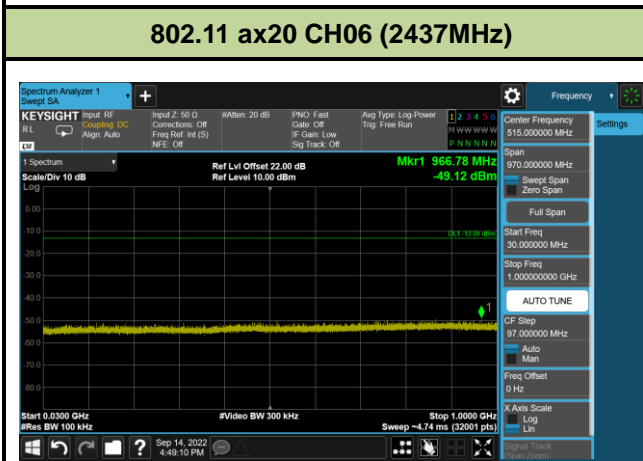 802.11 ax20 CH06 (2437MHz)
Spectrum Analyzer 1
Swept SA
Frequency
KEYSIGHT
RL
Input: RF
Coupling: DC
Align: Auto
Input Z: 50 Ω
Corrections: Off
Freq Ref: Int (S)
NFE: Off
#Atten: 20 dB
PNO: Fast
Gate: Off
IF Gain: Low
Sig Track: Off
Avg Type: Log-Power
Trig: Free Run
1 2 3 4 5 6
M W W W W W
P N N N N N
Center Frequency
515.000000 MHz
Settings
1 Spectrum
Scale/Div 10 dB
Log
Ref Lvl Offset 22.00 dB
Ref Level 10.00 dBm
Mkr1 966.78 MHz
-49.12 dBm
Span
970.000000 MHz
Swept Span
Zero Span
Full Span
Start Freq
30.000000 MHz
Stop Freq
1.000000000 GHz
AUTO TUNE
CF Step
97.000000 MHz
Auto
Man
Freq Offset
0 Hz
X Axis Scale
Log
Lin
Signal Track
(Span Zoom)
0.00
-10.0
DL1 -13.09 dBm
-20.0
-30.0
-40.0
1
-50.0
-60.0
-70.0
-80.0
Start 0.0300 GHz
#Res BW 100 kHz
#Video BW 300 kHz
Stop 1.0000 GHz
Sweep ~4.74 ms (32001 pts)
Sep 14, 2022
4:49:10 PM